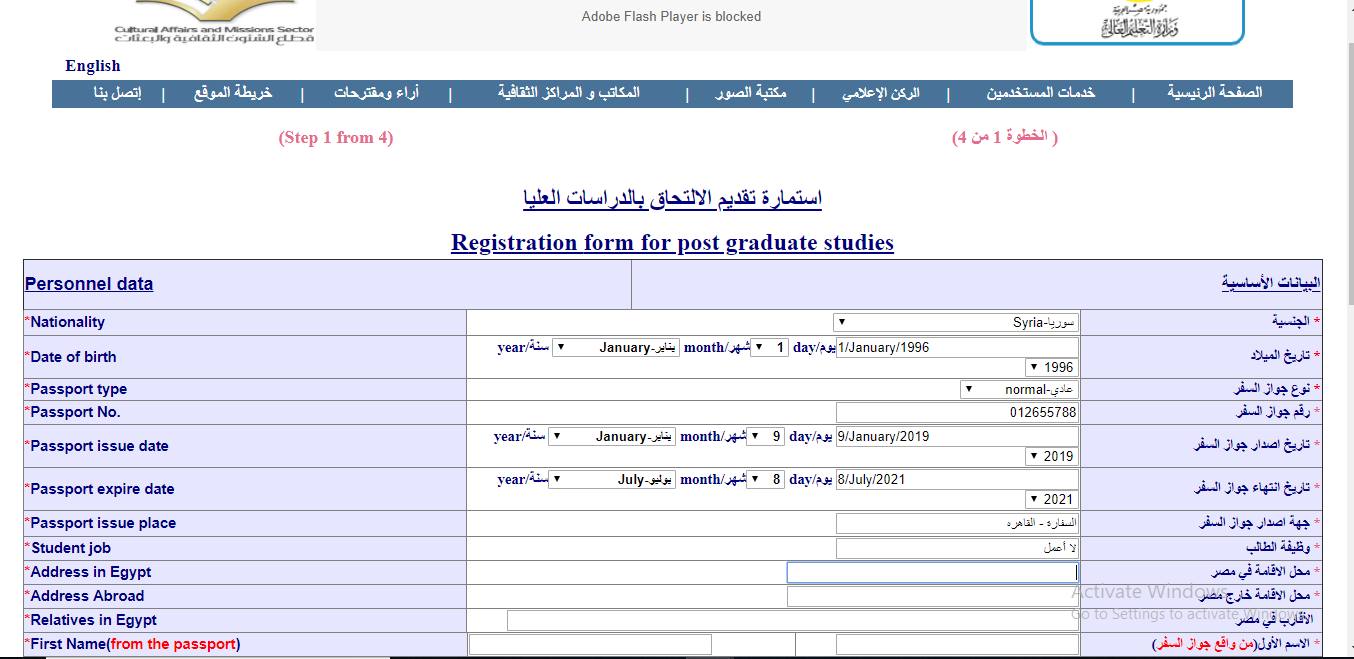 Cultural Affairs and Missions Sector
قطاع الشئون الثقافية والبعثات
Adobe Flash Player is blocked
جمهورية مصر العربية
وزارة التعليم العالي
English
الصفحة الرئيسية | خدمات المستخدمين | الركن الإعلامي | مكتبة الصور | المكاتب و المراكز الثقافية | أراء ومقترحات | خريطة الموقع | إتصل بنا
(Step 1 from 4)
( الخطوة 1 من 4)
استمارة تقديم الالتحاق بالدراسات العليا
Registration form for post graduate studies
Personnel data
البيانات الأساسية
*Nationality
سوريا-Syria
* الجنسية
*Date of birth
year/سنة يناير-January month/شهر 1 day/يوم 1/January/1996
1996
* تاريخ الميلاد
*Passport type
عادي-normal
* نوع جواز السفر
*Passport No.
012655788
* رقم جواز السفر
*Passport issue date
year/سنة يناير-January month/شهر 9 day/يوم 9/January/2019
2019
* تاريخ اصدار جواز السفر
*Passport expire date
year/سنة يوليو-July month/شهر 8 day/يوم 8/July/2021
2021
* تاريخ انتهاء جواز السفر
*Passport issue place
السفارة - القاهره
* جهة اصدار جواز السفر
*Student job
لا أعمل
* وظيفة الطالب
*Address in Egypt
* محل الاقامة في مصر
*Address Abroad
* محل الاقامة خارج مصر
*Relatives in Egypt
الأقارب في مصر
*First Name(from the passport)
* الاسم الأول(من واقع جواز السفر)
Activate Windows
Go to Settings to activate Windows.